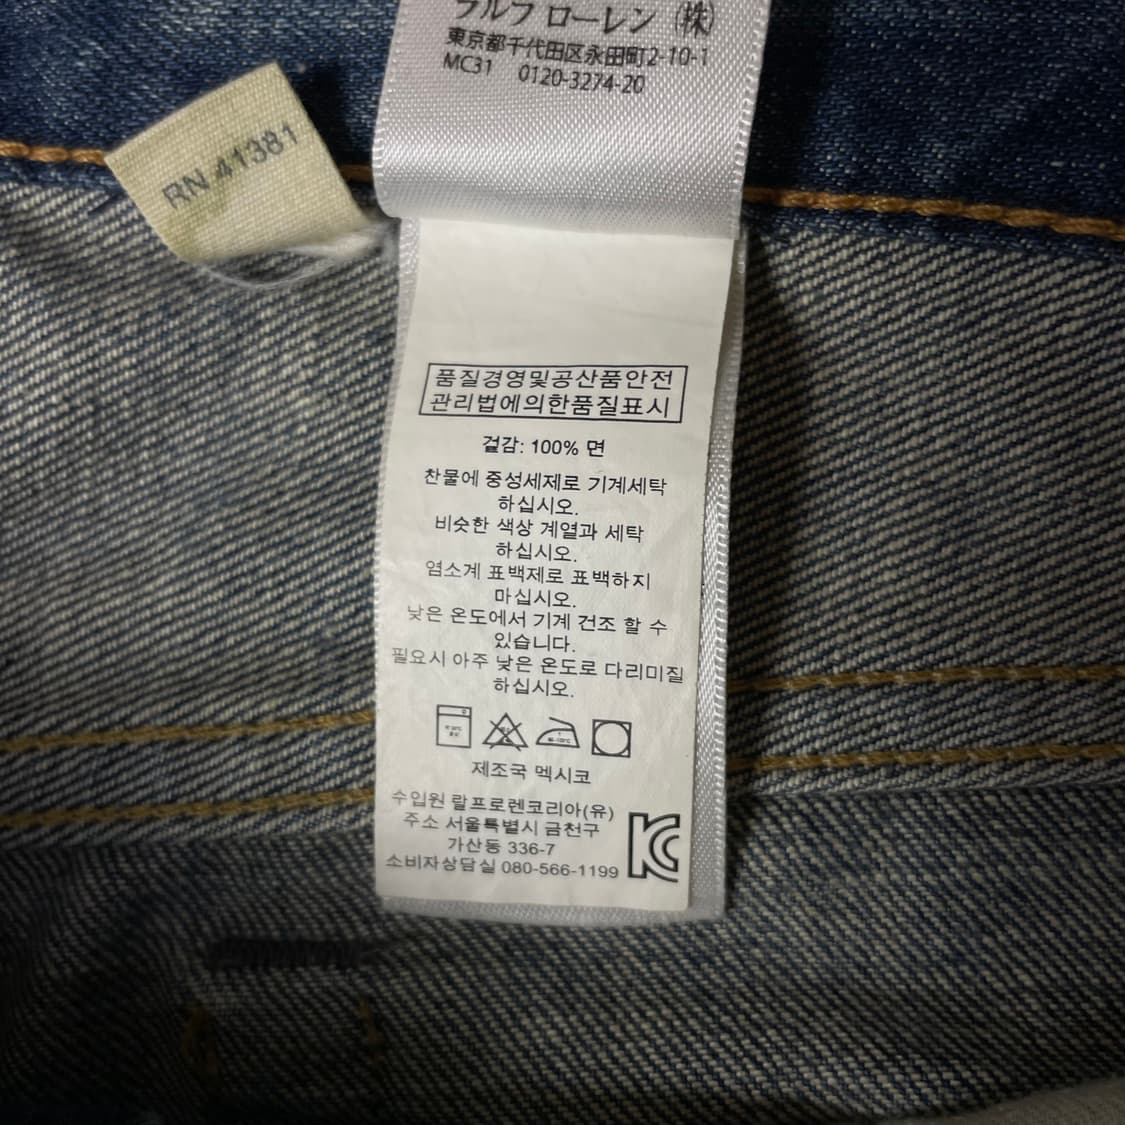 ラルフ ローレン (株)
東京都千代田区永田町2-10-1
MC31 0120-3274-20
RN 41381
품질경영및공산품안전
관리법에의한품질표시
겉감: 100% 면
찬물에 중성세제로 기계세탁
하십시오.
비슷한 색상 계열과 세탁
하십시오.
염소계 표백제로 표백하지
마십시오.
낮은 온도에서 기계 건조 할 수
있습니다.
필요시 아주 낮은 온도로 다리미질
하십시오.
제조국 멕시코
수입원 랄프로렌코리아(유)
주소 서울특별시 금천구
가산동 336-7
소비자상담실 080-566-1199